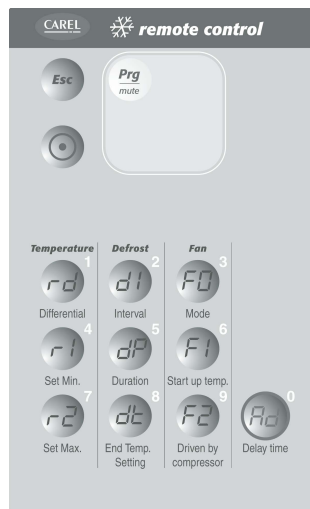 CAREL remote control
Esc
Prg
mute
Temperature Defrost Fan
rd 1 d1 2 F0 3
Differential Interval Mode
r1 4 dP 5 F1 6
Set Min. Duration Start up temp.
r2 7 dt 8 F2 9 Ad 0
Set Max. End Temp. Driven by Delay time
Setting compressor